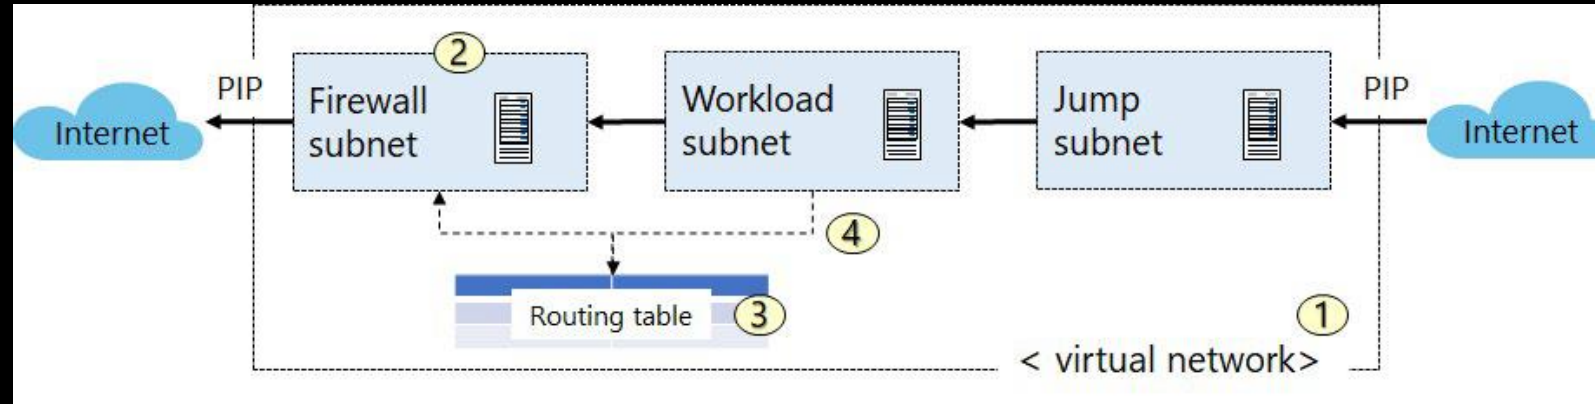 2
PIP
Firewall
subnet
Workload
subnet
Jump
subnet
PIP
Internet
Internet
4
Routing table
3
1
< virtual network>